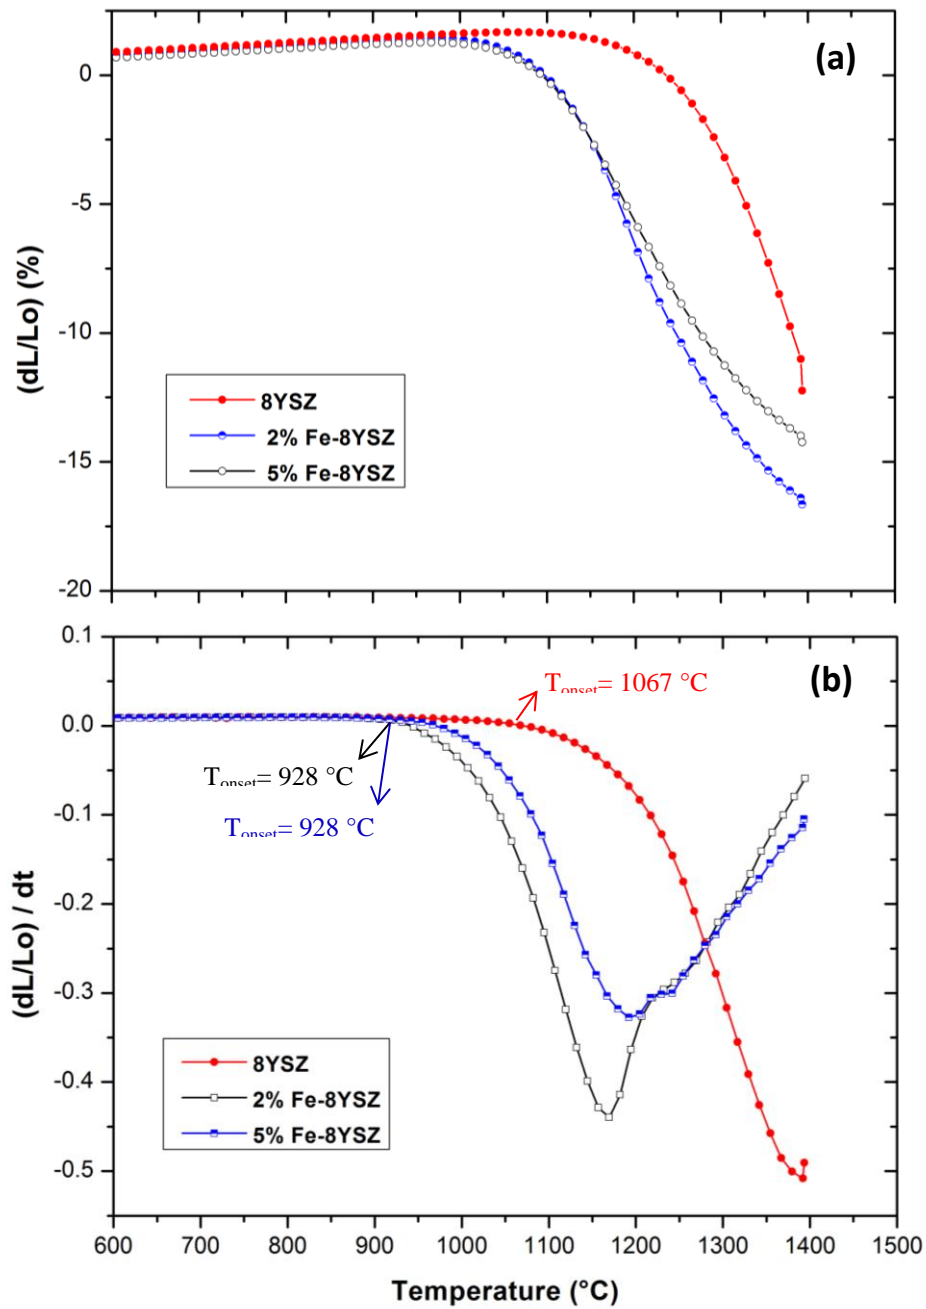 (a)
0
-5
-10
-15
-20
(dL/Lo) (%)
8YSZ
2% Fe-8YSZ
5% Fe-8YSZ
(b)
0.1
0.0
-0.1
-0.2
-0.3
-0.4
-0.5
(dL/Lo) / dt
Tonset= 1067 °C
Tonset= 928 °C
Tonset= 928 °C
8YSZ
2% Fe-8YSZ
5% Fe-8YSZ
600 700 800 900 1000 1100 1200 1300 1400 1500
Temperature (°C)